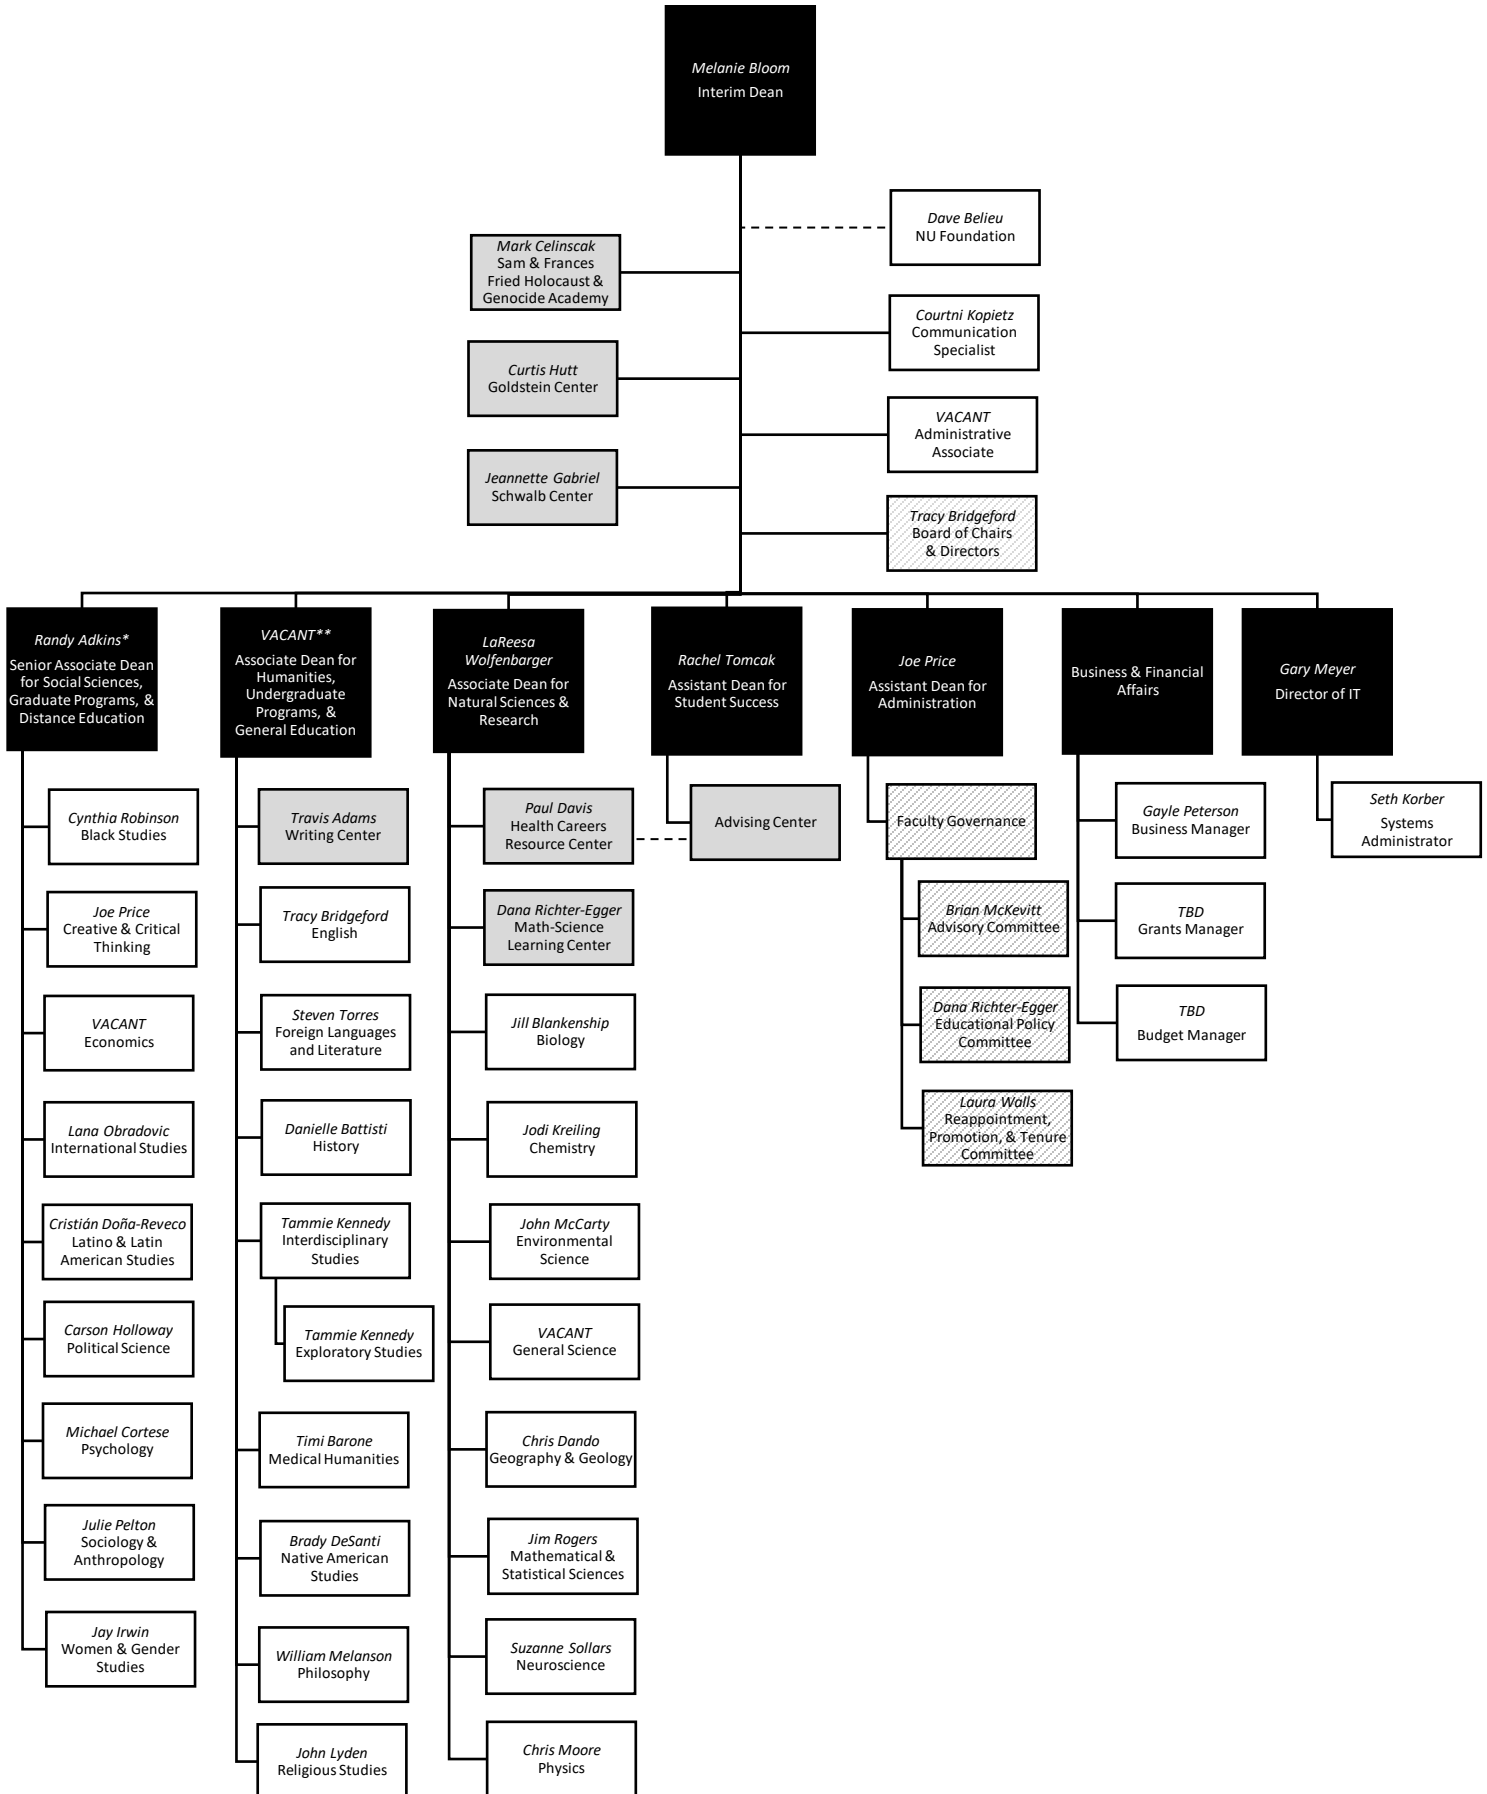 Melanie Bloom
Interim Dean
Dave Belieu
NU Foundation
Mark Celinscak
Sam & Frances
Fried Holocaust &
Genocide Academy
Courtni Kopietz
Communication
Specialist
Curtis Hutt
Goldstein Center
VACANT
Administrative
Associate
Jeannette Gabriel
Schwalb Center
Tracy Bridgeford
Board of Chairs
& Directors
Randy Adkins*
Senior Associate Dean
for Social Sciences,
Graduate Programs, &
Distance Education
VACANT**
Associate Dean for
Humanities,
Undergraduate
Programs, &
General Education
LaReesa
Wolfenbarger
Associate Dean for
Natural Sciences &
Research
Rachel Tomcak
Assistant Dean for
Student Success
Joe Price
Assistant Dean for
Administration
Business & Financial
Affairs
Gary Meyer
Director of IT
Cynthia Robinson
Black Studies
Joe Price
Creative & Critical
Thinking
VACANT
Economics
Lana Obradovic
International Studies
Cristián Doña-Reveco
Latino & Latin
American Studies
Carson Holloway
Political Science
Michael Cortese
Psychology
Julie Pelton
Sociology &
Anthropology
Jay Irwin
Women & Gender
Studies
Travis Adams
Writing Center
Tracy Bridgeford
English
Steven Torres
Foreign Languages
and Literature
Danielle Battisti
History
Tammie Kennedy
Interdisciplinary
Studies
Tammie Kennedy
Exploratory Studies
Timi Barone
Medical Humanities
Brady DeSanti
Native American
Studies
William Melanson
Philosophy
John Lyden
Religious Studies
Paul Davis
Health Careers
Resource Center
Dana Richter-Egger
Math-Science
Learning Center
Jill Blankenship
Biology
Jodi Kreiling
Chemistry
John McCarty
Environmental
Science
VACANT
General Science
Chris Dando
Geography & Geology
Jim Rogers
Mathematical &
Statistical Sciences
Suzanne Sollars
Neuroscience
Chris Moore
Physics
Advising Center
Faculty Governance
Brian McKevitt
Advisory Committee
Dana Richter-Egger
Educational Policy
Committee
Laura Walls
Reappointment,
Promotion, & Tenure
Committee
Gayle Peterson
Business Manager
TBD
Grants Manager
TBD
Budget Manager
Seth Korber
Systems
Administrator